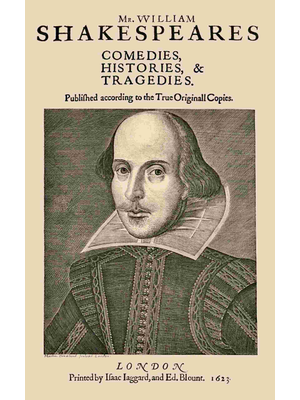 Mr. WILLIAM
SHAKESPEARES
COMEDIES,
HISTORIES, &
TRAGEDIES.
Publiſhed according to the True Originall Copies.
LONDON
Printed by Iſaac Iaggard, and Ed. Blount. 1623.